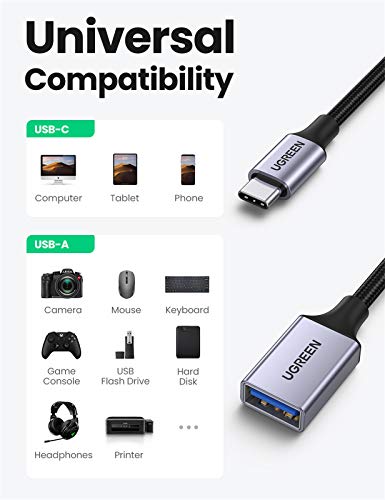 Universal
Compatibility
USB-C
Computer Tablet Phone
UGREEN
USB-A
Camera Mouse Keyboard
Game
Console
USB
Flash Drive
Hard
Disk
UGREEN
Headphones Printer ...